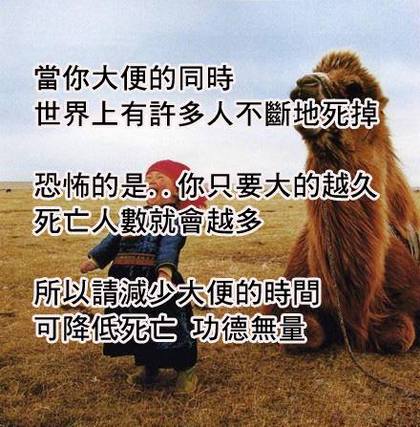 當你大便的同時
世界上有許多人不斷地死掉
恐怖的是..你只要大的越久
死亡人數就會越多
所以請減少大便的時間
可降低死亡 功德無量